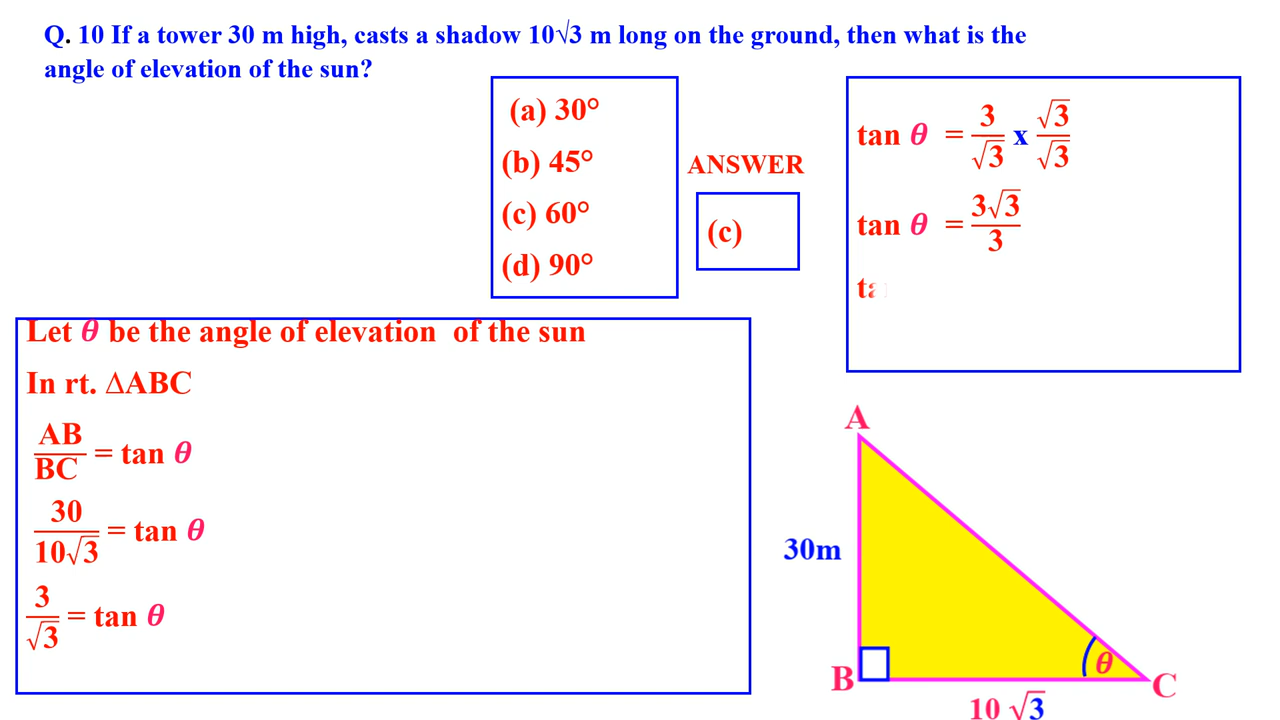 Q. 10 If a tower 30 m high, casts a shadow 10√3 m long on the ground, then what is the
angle of elevation of the sun?
(a) 30°
(b) 45°
(c) 60°
(d) 90°
ANSWER
(c)
tan θ = 3/√3 x √3/√3
tan θ = 3√3/3
ta
Let θ be the angle of elevation of the sun
In rt. ΔABC
AB/BC = tan θ
30/10√3 = tan θ
3/√3 = tan θ
A
30m
B
θ
C
10 √3